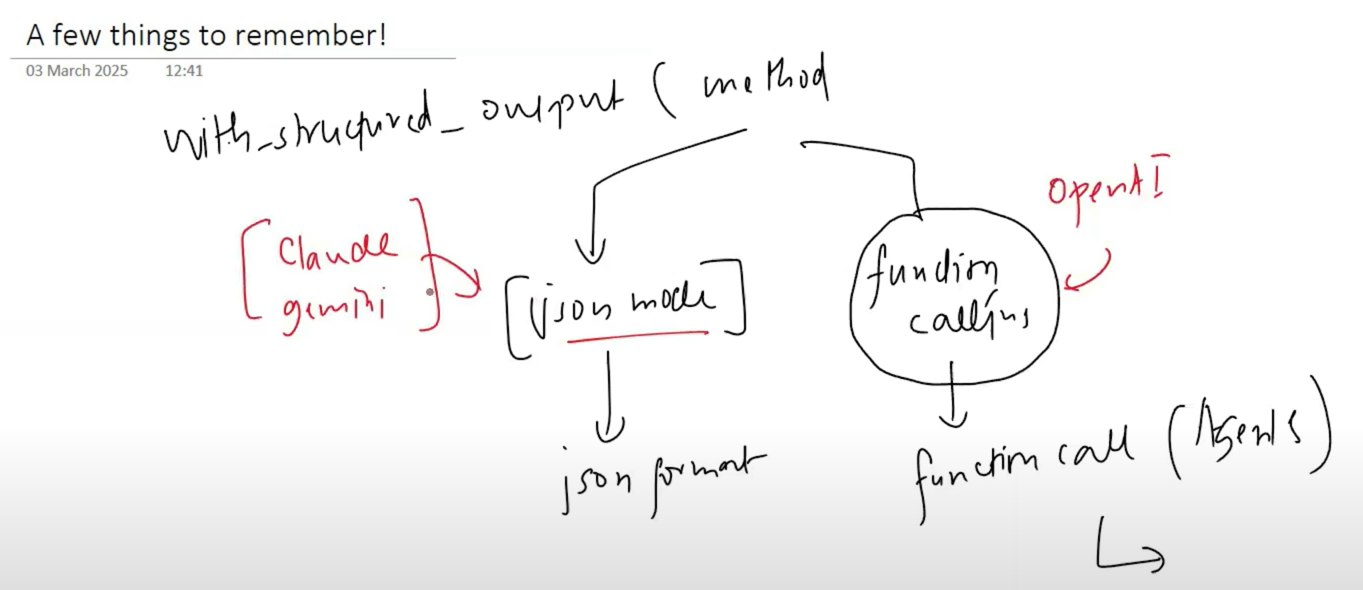 A few things to remember!
03 March 2025 12:41
with_structured_output ( method
OpenAI
Claude
gemini
json mode
function
calling
json format
function call (Agents)